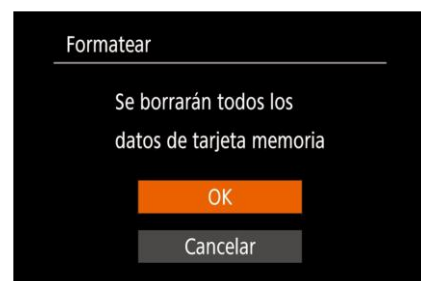 Formatear
Se borrarán todos los
datos de tarjeta memoria
OK
Cancelar